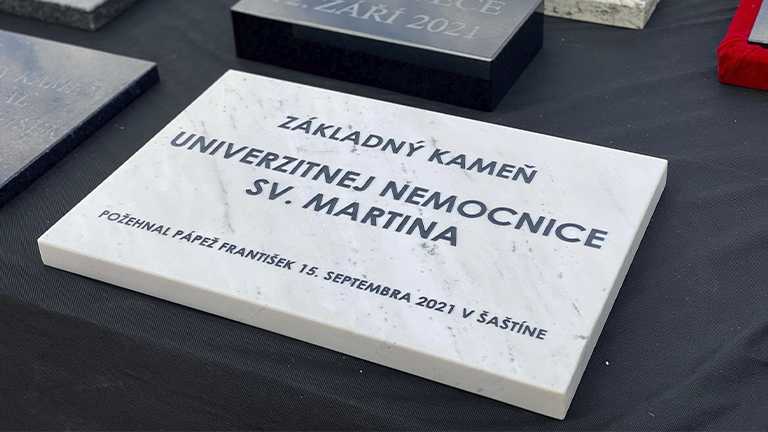 ZÁŘÍ 2021
ZÁKLADNÝ KAMEŇ
UNIVERZITNEJ NEMOCNICE
SV. MARTINA
POŽEHNAL PÁPEŽ FRANTIŠEK 15. SEPTEMBRA 2021 V ŠAŠTÍNE